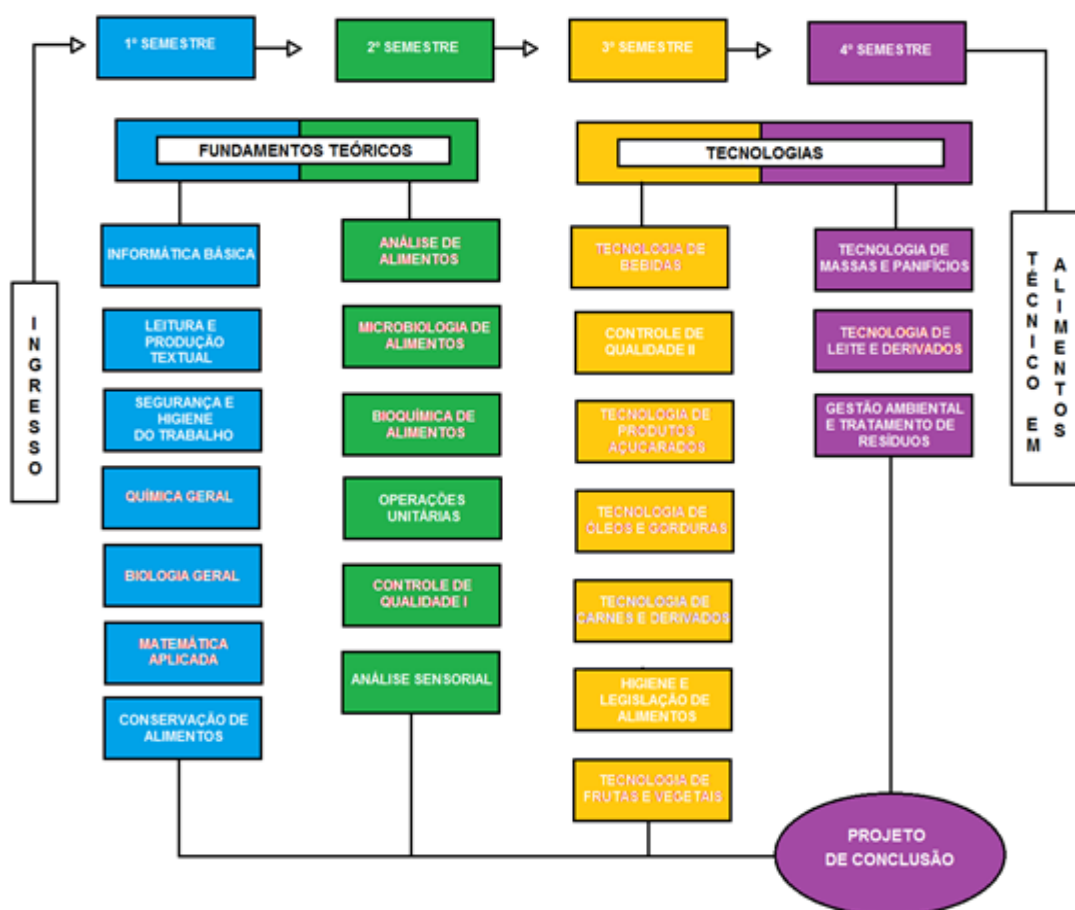 1º SEMESTRE
2º SEMESTRE
3º SEMESTRE
4º SEMESTRE
FUNDAMENTOS TEÓRICOS
TECNOLOGIAS
INGRESSO
INFORMÁTICA BÁSICA
LEITURA E
PRODUÇÃO
TEXTUAL
SEGURANÇA E
HIGIENE
DO TRABALHO
QUÍMICA GERAL
BIOLOGIA GERAL
MATEMÁTICA
APLICADA
CONSERVAÇÃO DE
ALIMENTOS
ANÁLISE DE
ALIMENTOS
MICROBIOLOGIA DE
ALIMENTOS
BIOQUÍMICA DE
ALIMENTOS
OPERAÇÕES
UNITÁRIAS
CONTROLE DE
QUALIDADE I
ANÁLISE SENSORIAL
TECNOLOGIA DE
BEBIDAS
CONTROLE DE
QUALIDADE II
TECNOLOGIA DE
PRODUTOS
AÇUCARADOS
TECNOLOGIA DE
ÓLEOS E GORDURAS
TECNOLOGIA DE
CARNES E DERIVADOS
HIGIENE E
LEGISLAÇÃO DE
ALIMENTOS
TECNOLOGIA DE
FRUTAS E VEGETAIS
TECNOLOGIA DE
MASSAS E PANIFÍCIOS
TECNOLOGIA DE
LEITE E DERIVADOS
GESTÃO AMBIENTAL
E TRATAMENTO DE
RESÍDUOS
PROJETO
DE CONCLUSÃO
TÉCNICO EM
ALIMENTOS